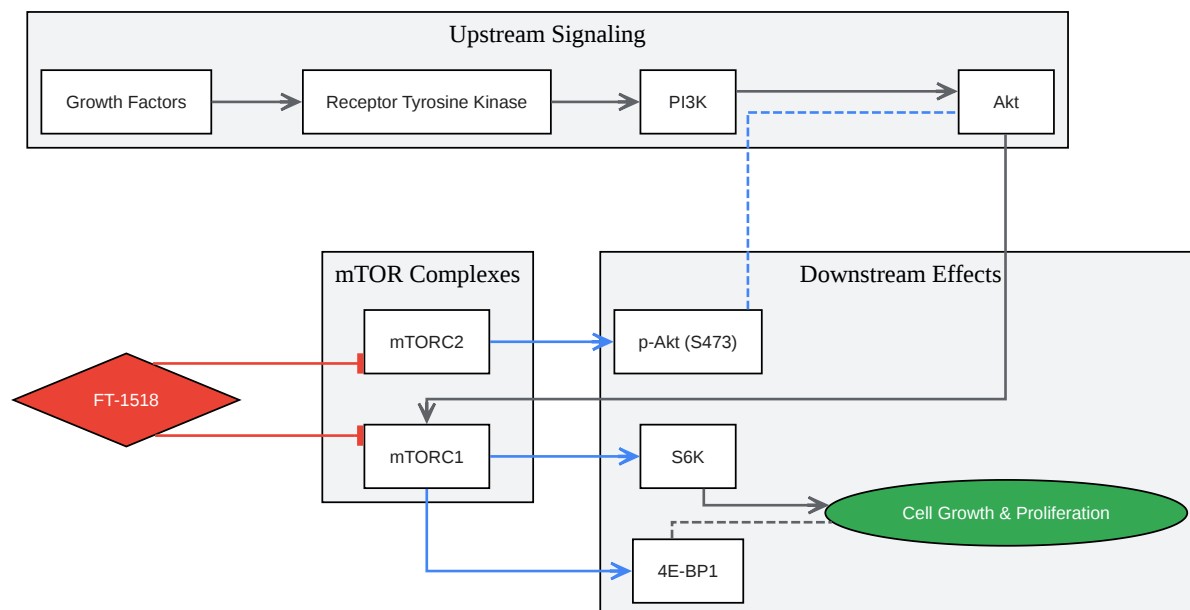 Upstream Signaling
Growth Factors
Receptor Tyrosine Kinase
PI3K
Akt
mTOR Complexes
Downstream Effects
mTORC2
p-Akt (S473)
FT-1518
mTORC1
S6K
Cell Growth & Proliferation
4E-BP1